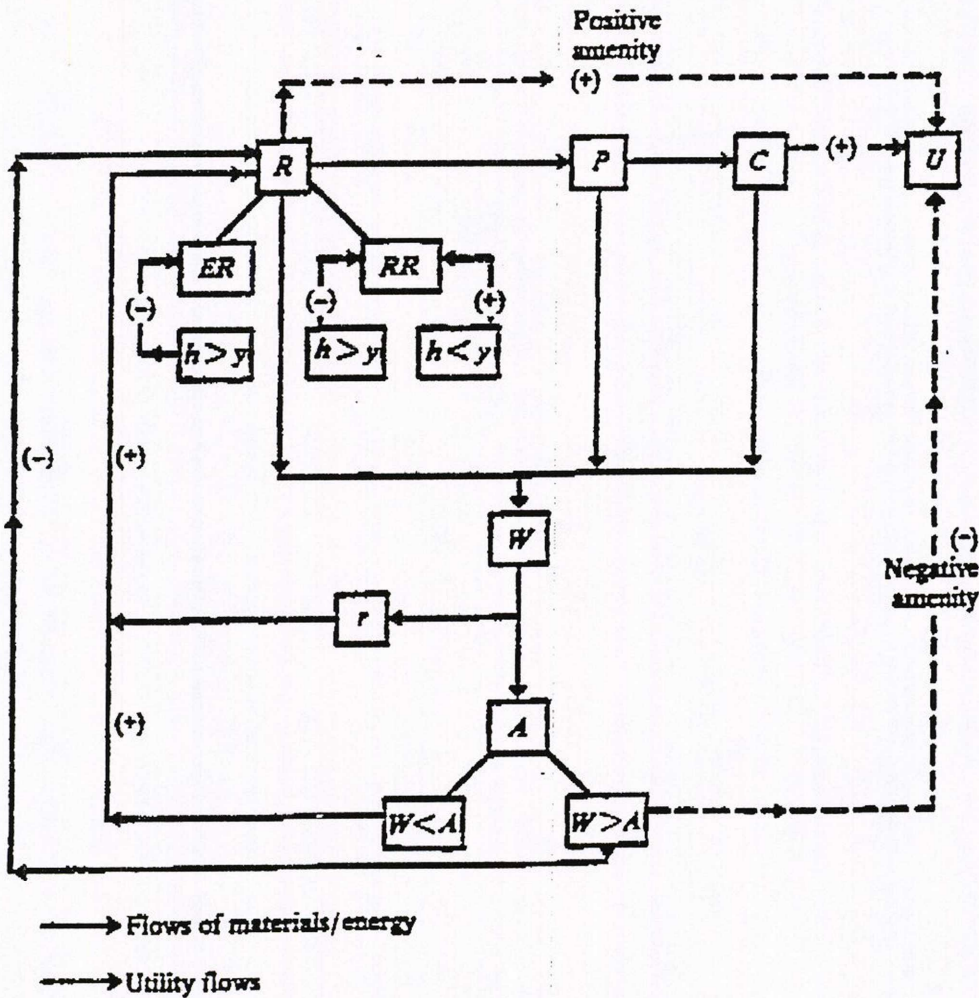 Positive
amenity
(+)
R
P
C
(+)
U
ER
RR
(-)
(-)
(+)
h > y
h > y
h < y
(-)
(+)
W
(-)
Negative
amenity
r
A
(+)
W < A
W > A
Flows of materials/energy
Utility flows